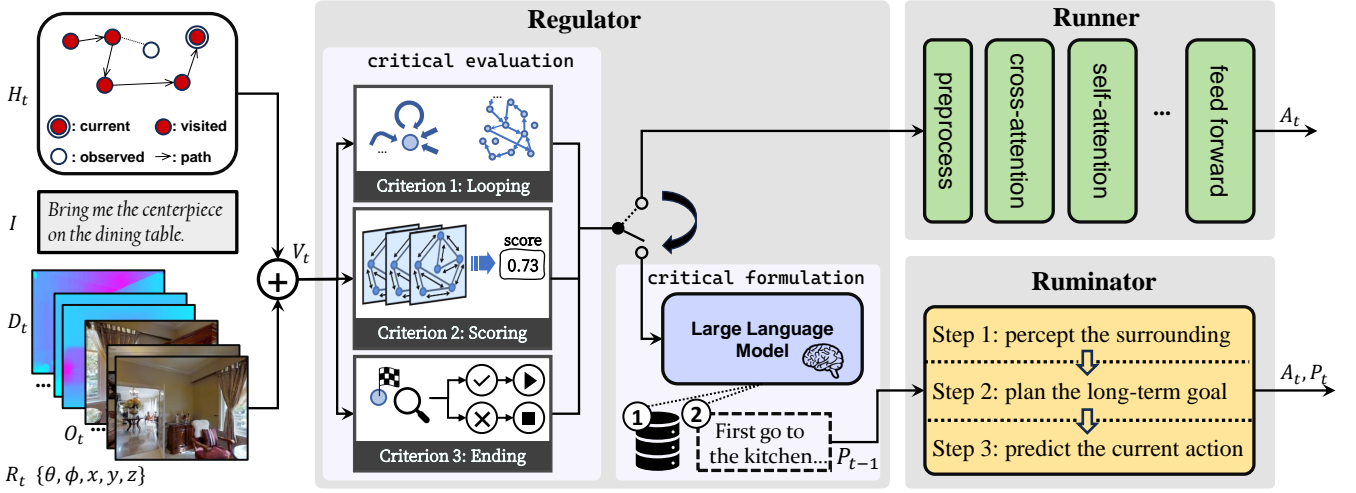 H_t
: current
: visited
: observed
: path
I
Bring me the centerpiece
on the dining table.
D_t
...
O_t ...
R_t {θ, ϕ, x, y, z}
+
V_t
Regulator
critical evaluation
...
...
Criterion 1: Looping
score
0.73
Criterion 2: Scoring
Criterion 3: Ending
critical formulation
Large Language
Model
1
2
First go to
the kitchen...
P_{t−1}
Runner
preprocess
cross-attention
self-attention
...
feed forward
A_t
Ruminator
Step 1: percept the surrounding
Step 2: plan the long-term goal
Step 3: predict the current action
A_t, P_t